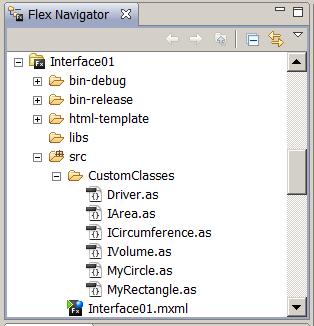 Flex Navigator
Interface01
bin-debug
bin-release
html-template
libs
src
CustomClasses
Driver.as
IArea.as
ICircumference.as
IVolume.as
MyCircle.as
MyRectangle.as
Interface01.mxml